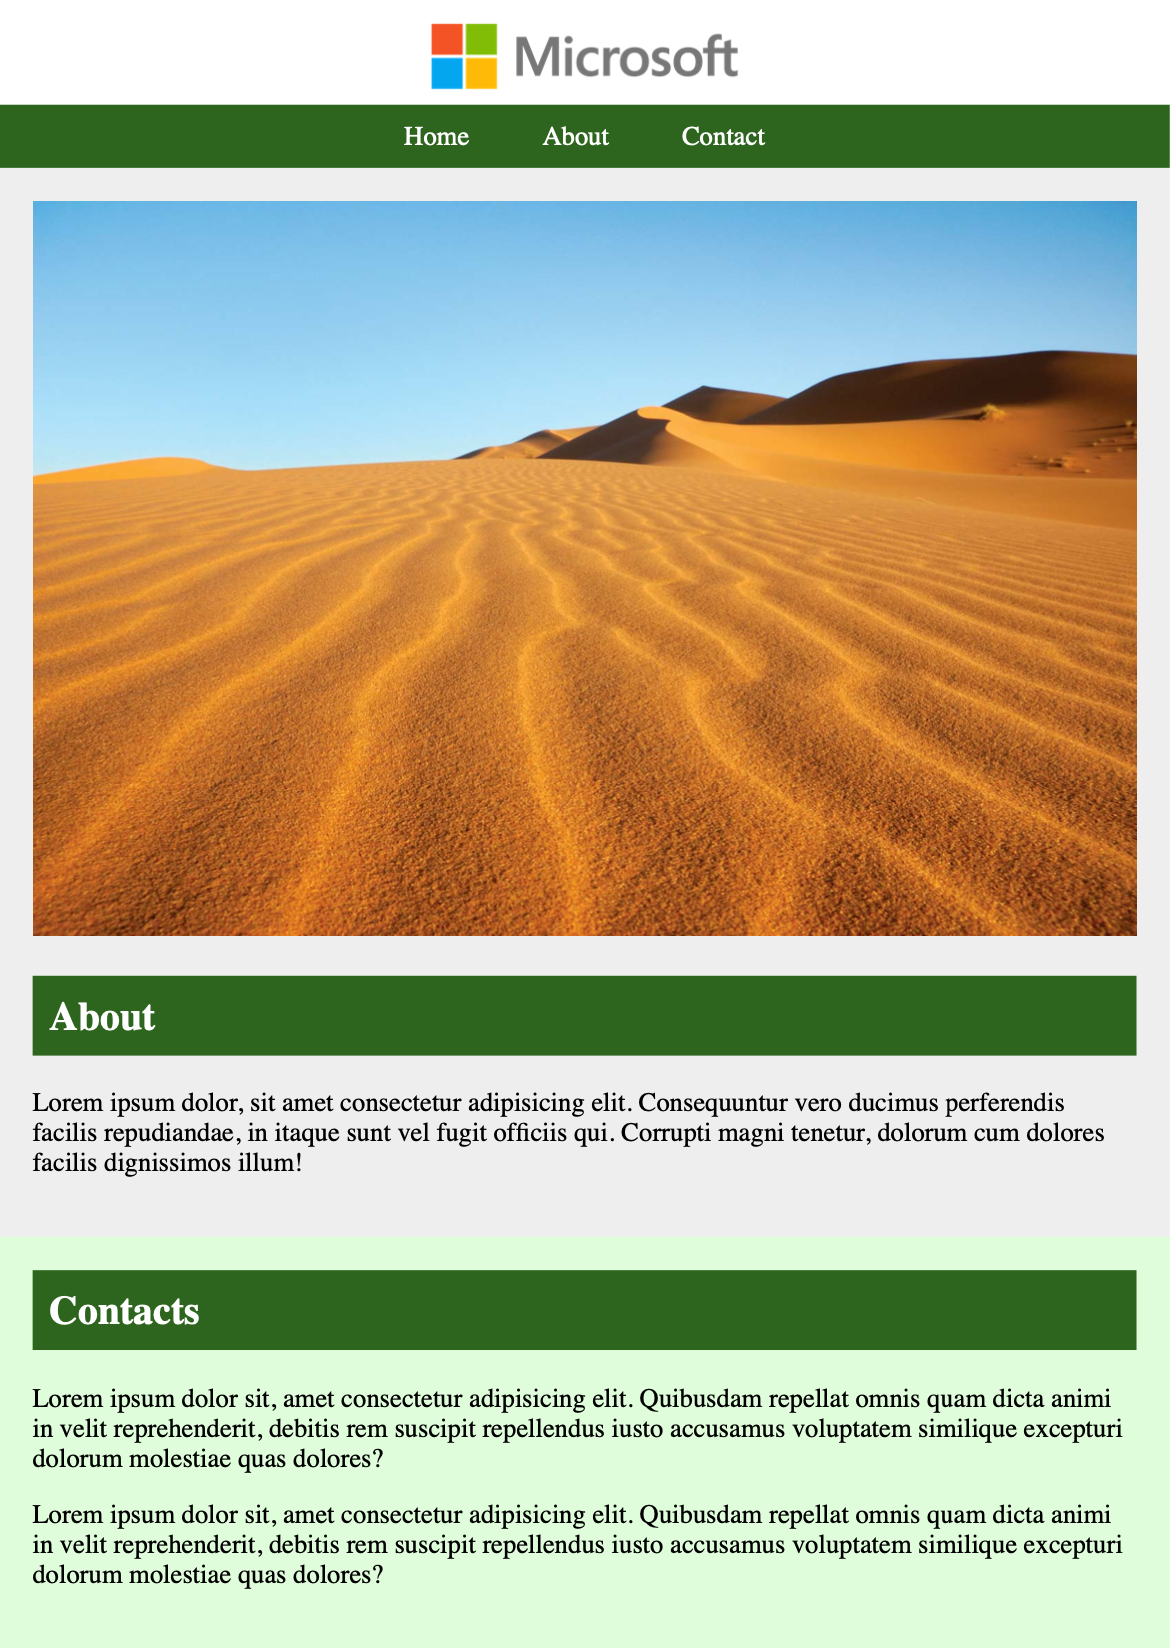 Microsoft
Home About Contact
About
Lorem ipsum dolor, sit amet consectetur adipisicing elit. Consequuntur vero ducimus perferendis
facilis repudiandae, in itaque sunt vel fugit officiis qui. Corrupti magni tenetur, dolorum cum dolores
facilis dignissimos illum!
Contacts
Lorem ipsum dolor sit, amet consectetur adipisicing elit. Quibusdam repellat omnis quam dicta animi
in velit reprehenderit, debitis rem suscipit repellendus iusto accusamus voluptatem similique excepturi
dolorum molestiae quas dolores?
Lorem ipsum dolor sit, amet consectetur adipisicing elit. Quibusdam repellat omnis quam dicta animi
in velit reprehenderit, debitis rem suscipit repellendus iusto accusamus voluptatem similique excepturi
dolorum molestiae quas dolores?